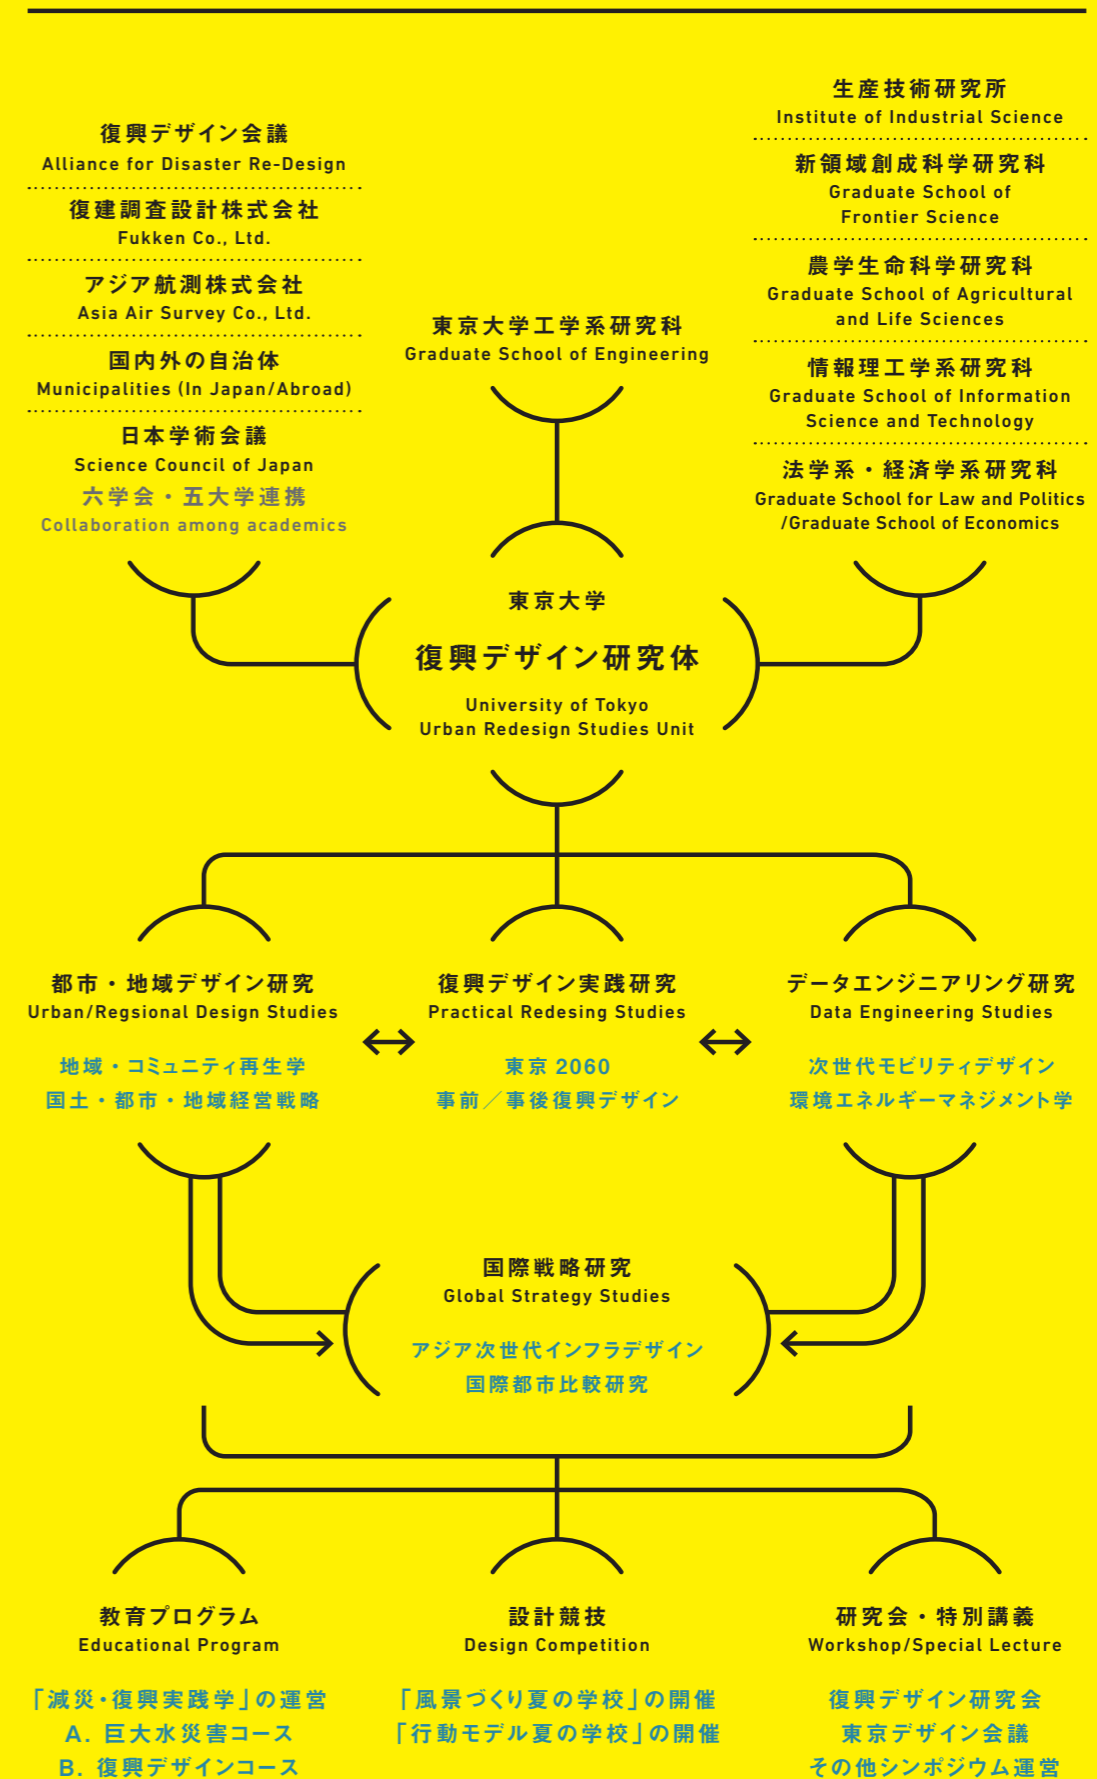 復興デザイン会議
Alliance for Disaster Re-Design
復建調査設計株式会社
Fukken Co., Ltd.
アジア航測株式会社
Asia Air Survey Co., Ltd.
国内外の自治体
Municipalities (In Japan/Abroad)
日本学術会議
Science Council of Japan
六学会・五大学連携
Collaboration among academics
東京大学工学系研究科
Graduate School of Engineering
生産技術研究所
Institute of Industrial Science
新領域創成科学研究科
Graduate School of
Frontier Science
農学生命科学研究科
Graduate School of Agricultural
and Life Sciences
情報理工学系研究科
Graduate School of Information
Science and Technology
法学系・経済学系研究科
Graduate School for Law and Politics
/Graduate School of Economics
東京大学
復興デザイン研究体
University of Tokyo
Urban Redesign Studies Unit
都市・地域デザイン研究
Urban/Regsional Design Studies
地域・コミュニティ再生学
国土・都市・地域経営戦略
復興デザイン実践研究
Practical Redesing Studies
東京 2060
事前／事後復興デザイン
データエンジニアリング研究
Data Engineering Studies
次世代モビリティデザイン
環境エネルギーマネジメント学
国際戦略研究
Global Strategy Studies
アジア次世代インフラデザイン
国際都市比較研究
教育プログラム
Educational Program
「減災・復興実践学」の運営
A. 巨大水災害コース
B. 復興デザインコース
設計競技
Design Competition
「風景づくり夏の学校」の開催
「行動モデル夏の学校」の開催
研究会・特別講義
Workshop/Special Lecture
復興デザイン研究会
東京デザイン会議
その他シンポジウム運営